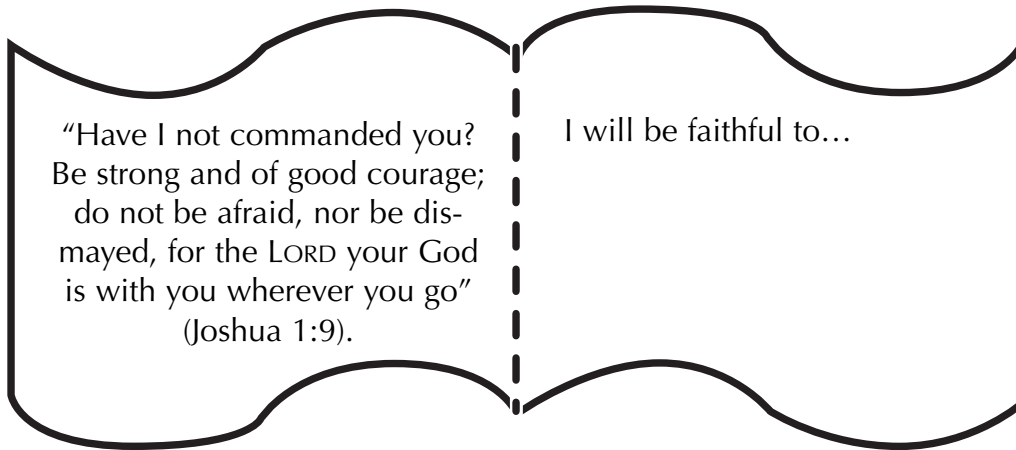 “Have I not commanded you?
Be strong and of good courage;
do not be afraid, nor be dis-
mayed, for the LORD your God
is with you wherever you go”
(Joshua 1:9).
I will be faithful to…